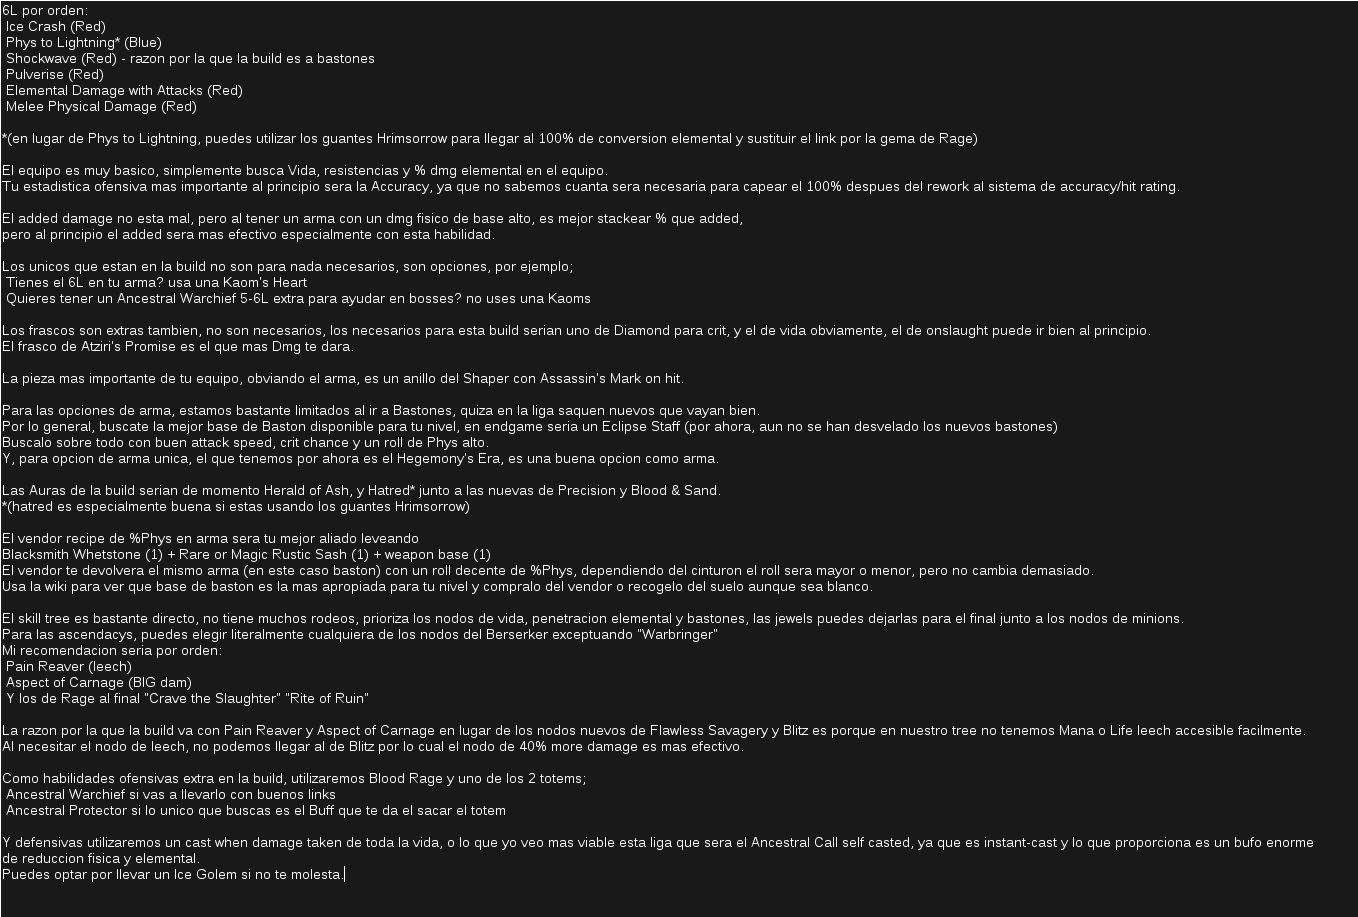 6L por orden:
Ice Crash (Red)
Phys to Lightning* (Blue)
Shockwave (Red) - razon por la que la build es a bastones
Pulverise (Red)
Elemental Damage with Attacks (Red)
Melee Physical Damage (Red)
*(en lugar de Phys to Lightning, puedes utilizar los guantes Hrimsorrow para llegar al 100% de conversion elemental y sustituir el link por la gema de Rage)
El equipo es muy basico, simplemente busca Vida, resistencias y % dmg elemental en el equipo.
Tu estadistica ofensiva mas importante al principio sera la Accuracy, ya que no sabemos cuanta sera necesaria para capear el 100% despues del rework al sistema de accuracy/hit rating.
El added damage no esta mal, pero al tener un arma con un dmg fisico de base alto, es mejor stackear % que added,
pero al principio el added sera mas efectivo especialmente con esta habilidad.
Los unicos que estan en la build no son para nada necesarios, son opciones, por ejemplo;
Tienes el 6L en tu arma? usa una Kaom's Heart
Quieres tener un Ancestral Warchief 5-6L extra para ayudar en bosses? no uses una Kaoms
Los frascos son extras tambien, no son necesarios, los necesarios para esta build serian uno de Diamond para crit, y el de vida obviamente, el de onslaught puede ir bien al principio.
El frasco de Atziri's Promise es el que mas Dmg te dara.
La pieza mas importante de tu equipo, obviando el arma, es un anillo del Shaper con Assassin's Mark on hit.
Para las opciones de arma, estamos bastante limitados al ir a Bastones, quiza en la liga saquen nuevos que vayan bien.
Por lo general, buscate la mejor base de Baston disponible para tu nivel, en endgame seria un Eclipse Staff (por ahora, aun no se han desvelado los nuevos bastones)
Buscalo sobre todo con buen attack speed, crit chance y un roll de Phys alto.
Y, para opcion de arma unica, el que tenemos por ahora es el Hegemony's Era, es una buena opcion como arma.
Las Auras de la build serian de momento Herald of Ash, y Hatred* junto a las nuevas de Precision y Blood & Sand.
*(hatred es especialmente buena si estas usando los guantes Hrimsorrow)
El vendor recipe de %Phys en arma sera tu mejor aliado leveando
Blacksmith Whetstone (1) + Rare or Magic Rustic Sash (1) + weapon base (1)
El vendor te devolvera el mismo arma (en este caso baston) con un roll decente de %Phys, dependiendo del cinturon el roll sera mayor o menor, pero no cambia demasiado.
Usa la wiki para ver que base de baston es la mas apropiada para tu nivel y compralo del vendor o recogelo del suelo aunque sea blanco.
El skill tree es bastante directo, no tiene muchos rodeos, prioriza los nodos de vida, penetracion elemental y bastones, las jewels puedes dejarlas para el final junto a los nodos de minions.
Para las ascendacys, puedes elegir literalmente cualquiera de los nodos del Berserker exceptuando "Warbringer"
Mi recomendacion seria por orden:
Pain Reaver (leech)
Aspect of Carnage (BIG dam)
Y los de Rage al final "Crave the Slaughter" "Rite of Ruin"
La razon por la que la build va con Pain Reaver y Aspect of Carnage en lugar de los nodos nuevos de Flawless Savagery y Blitz es porque en nuestro tree no tenemos Mana o Life leech accesible facilmente.
Al necesitar el nodo de leech, no podemos llegar al de Blitz por lo cual el nodo de 40% more damage es mas efectivo.
Como habilidades ofensivas extra en la build, utilizaremos Blood Rage y uno de los 2 totems;
Ancestral Warchief si vas a llevarlo con buenos links
Ancestral Protector si lo unico que buscas es el Buff que te da el sacar el totem
Y defensivas utilizaremos un cast when damage taken de toda la vida, o lo que yo veo mas viable esta liga que sera el Ancestral Call self casted, ya que es instant-cast y lo que proporciona es un bufo enorme
de reduccion fisica y elemental.
Puedes optar por llevar un Ice Golem si no te molesta.